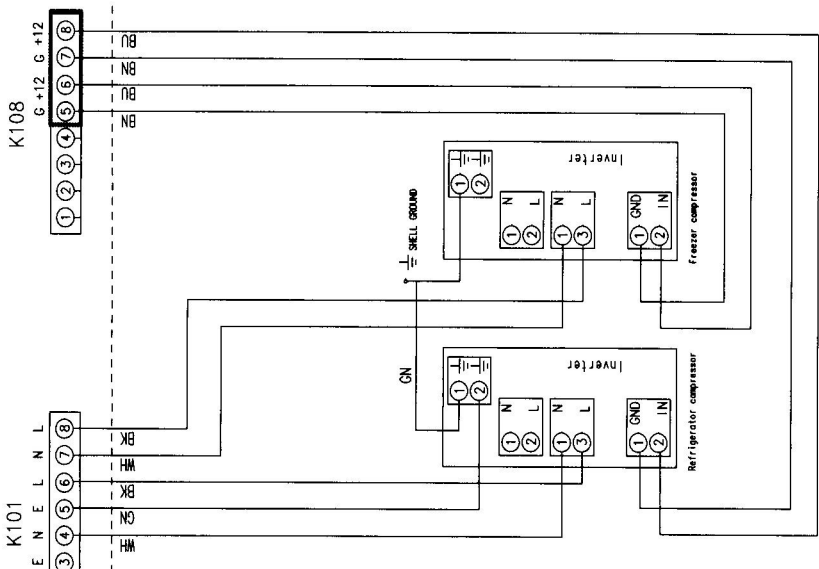 K108
G +12 G +12
1 2 3 4 5 6 7 8
BU
BN
BU
BN
Inverter
1 2
N L
1 2
N L
1 3
GND IN
1 2
Freezer compressor
SHELL GROUND
GN
Inverter
1 2
N L
1 2
N L
1 3
GND IN
1 2
Refrigerator compressor
K101
E N E L N L
3 4 5 6 7 8
BK
WH
BK
GN
WH